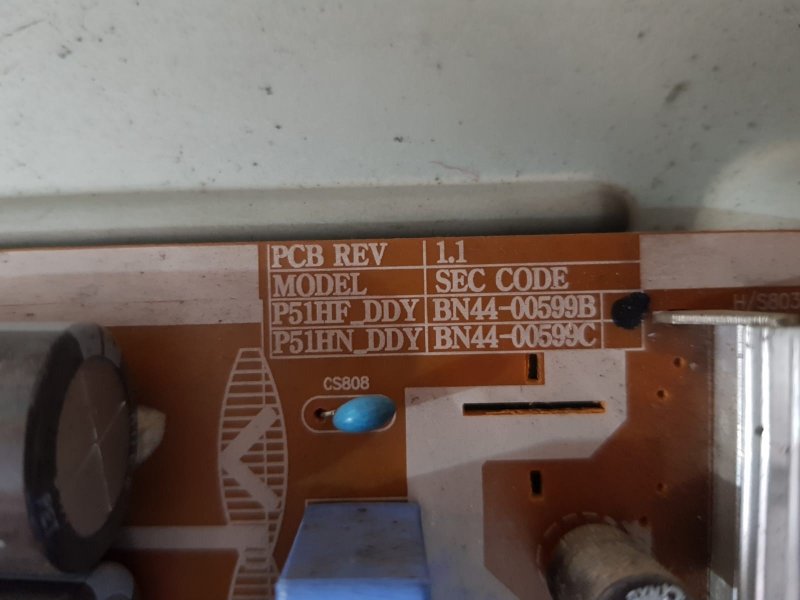 PCB REV 1.1
MODEL SEC CODE
P51HF_DDY BN44-00599B
P51HN_DDY BN44-00599C
H/S803
CS808